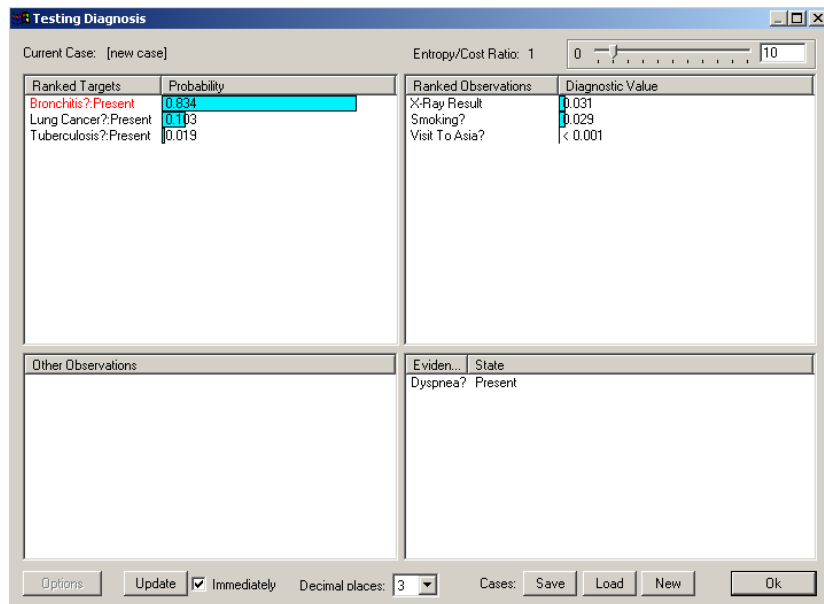 Testing Diagnosis
Current Case: [new case]
Entropy/Cost Ratio: 1
0
10
Ranked Targets Probability
Bronchitis?:Present 0.834
Lung Cancer?:Present 0.103
Tuberculosis?:Present 0.019
Ranked Observations Diagnostic Value
X-Ray Result 0.031
Smoking? 0.029
Visit To Asia? < 0.001
Other Observations
Eviden... State
Dyspnea? Present
Options Update Immediately Decimal places: 3 Cases: Save Load New Ok